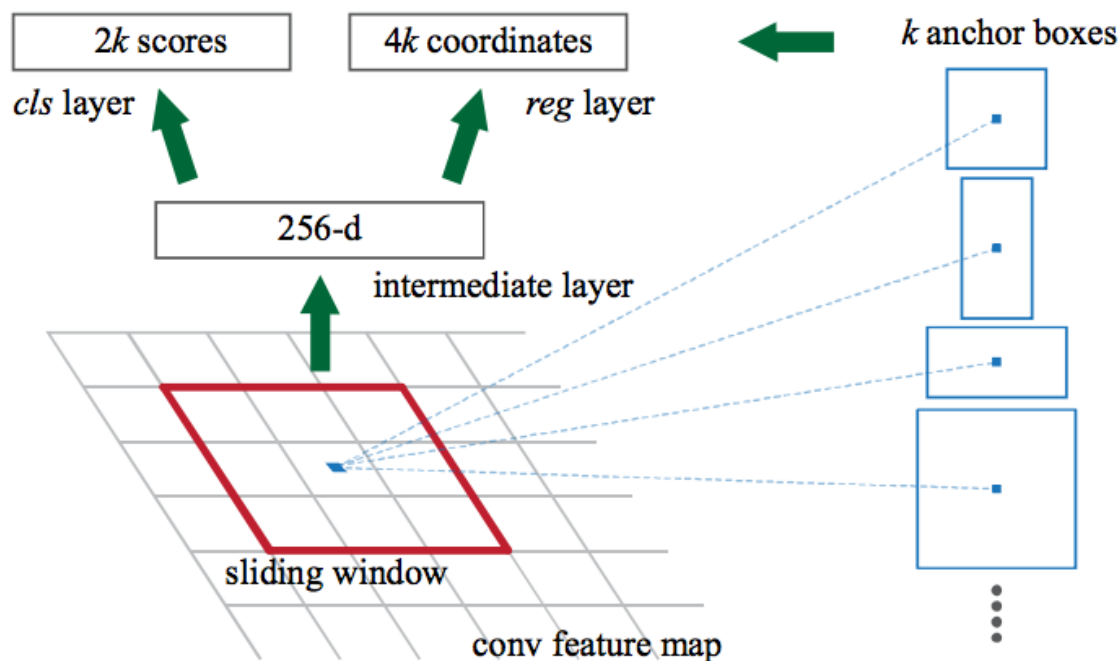 2k scores
4k coordinates
k anchor boxes
cls layer
reg layer
256-d
intermediate layer
sliding window
conv feature map